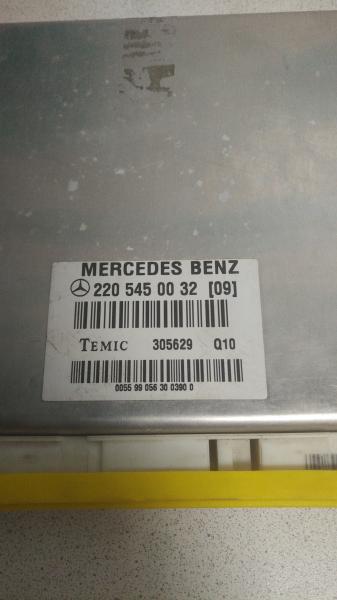 MERCEDES BENZ
220 545 00 32 [09]
TEMIC 305629 Q10
0055 99 056 30 0390 0